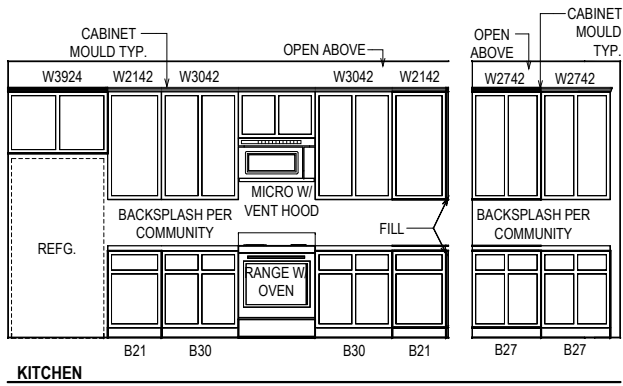 CABINET
MOULD TYP.
OPEN ABOVE
OPEN
ABOVE
CABINET
MOULD
TYP.
W3924 W2142 W3042 W3042 W2142 W2742 W2742
MICRO W/
VENT HOOD
BACKSPLASH PER
COMMUNITY
FILL
BACKSPLASH PER
COMMUNITY
REFG.
RANGE W/
OVEN
B21 B30 B30 B21 B27 B27
KITCHEN